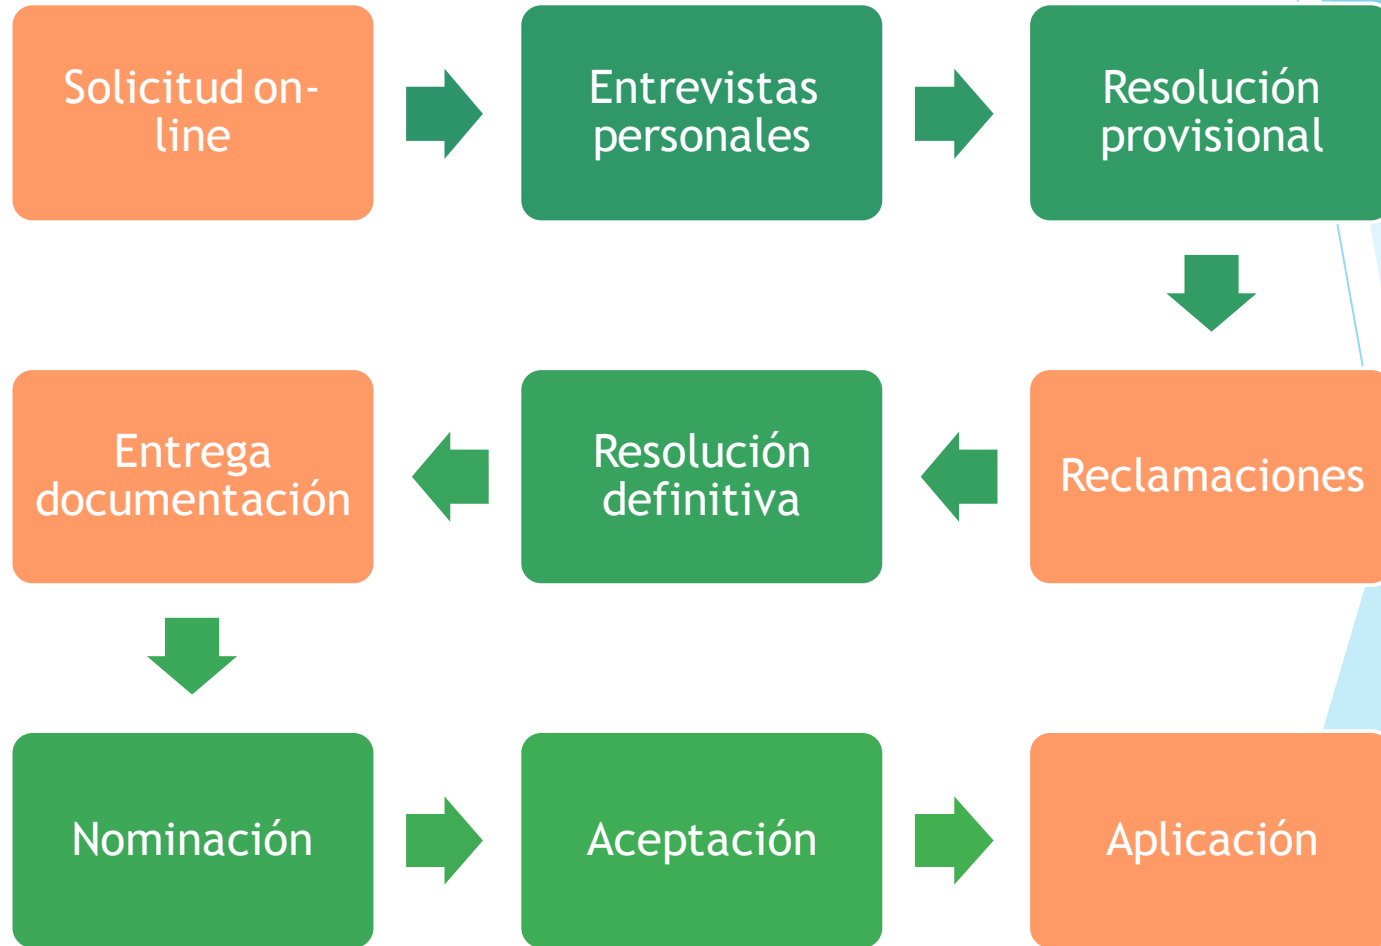 Solicitud on-
line
Entrevistas
personales
Resolución
provisional
Entrega
documentación
Resolución
definitiva
Reclamaciones
Nominación
Aceptación
Aplicación